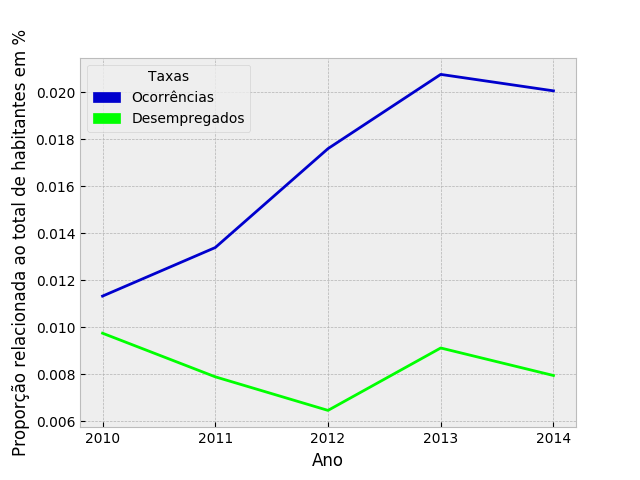 Proporção relacionada ao total de habitantes em %
Taxas
Ocorrências
Desempregados
0.020
0.018
0.016
0.014
0.012
0.010
0.008
0.006
2010 2011 2012 2013 2014
Ano